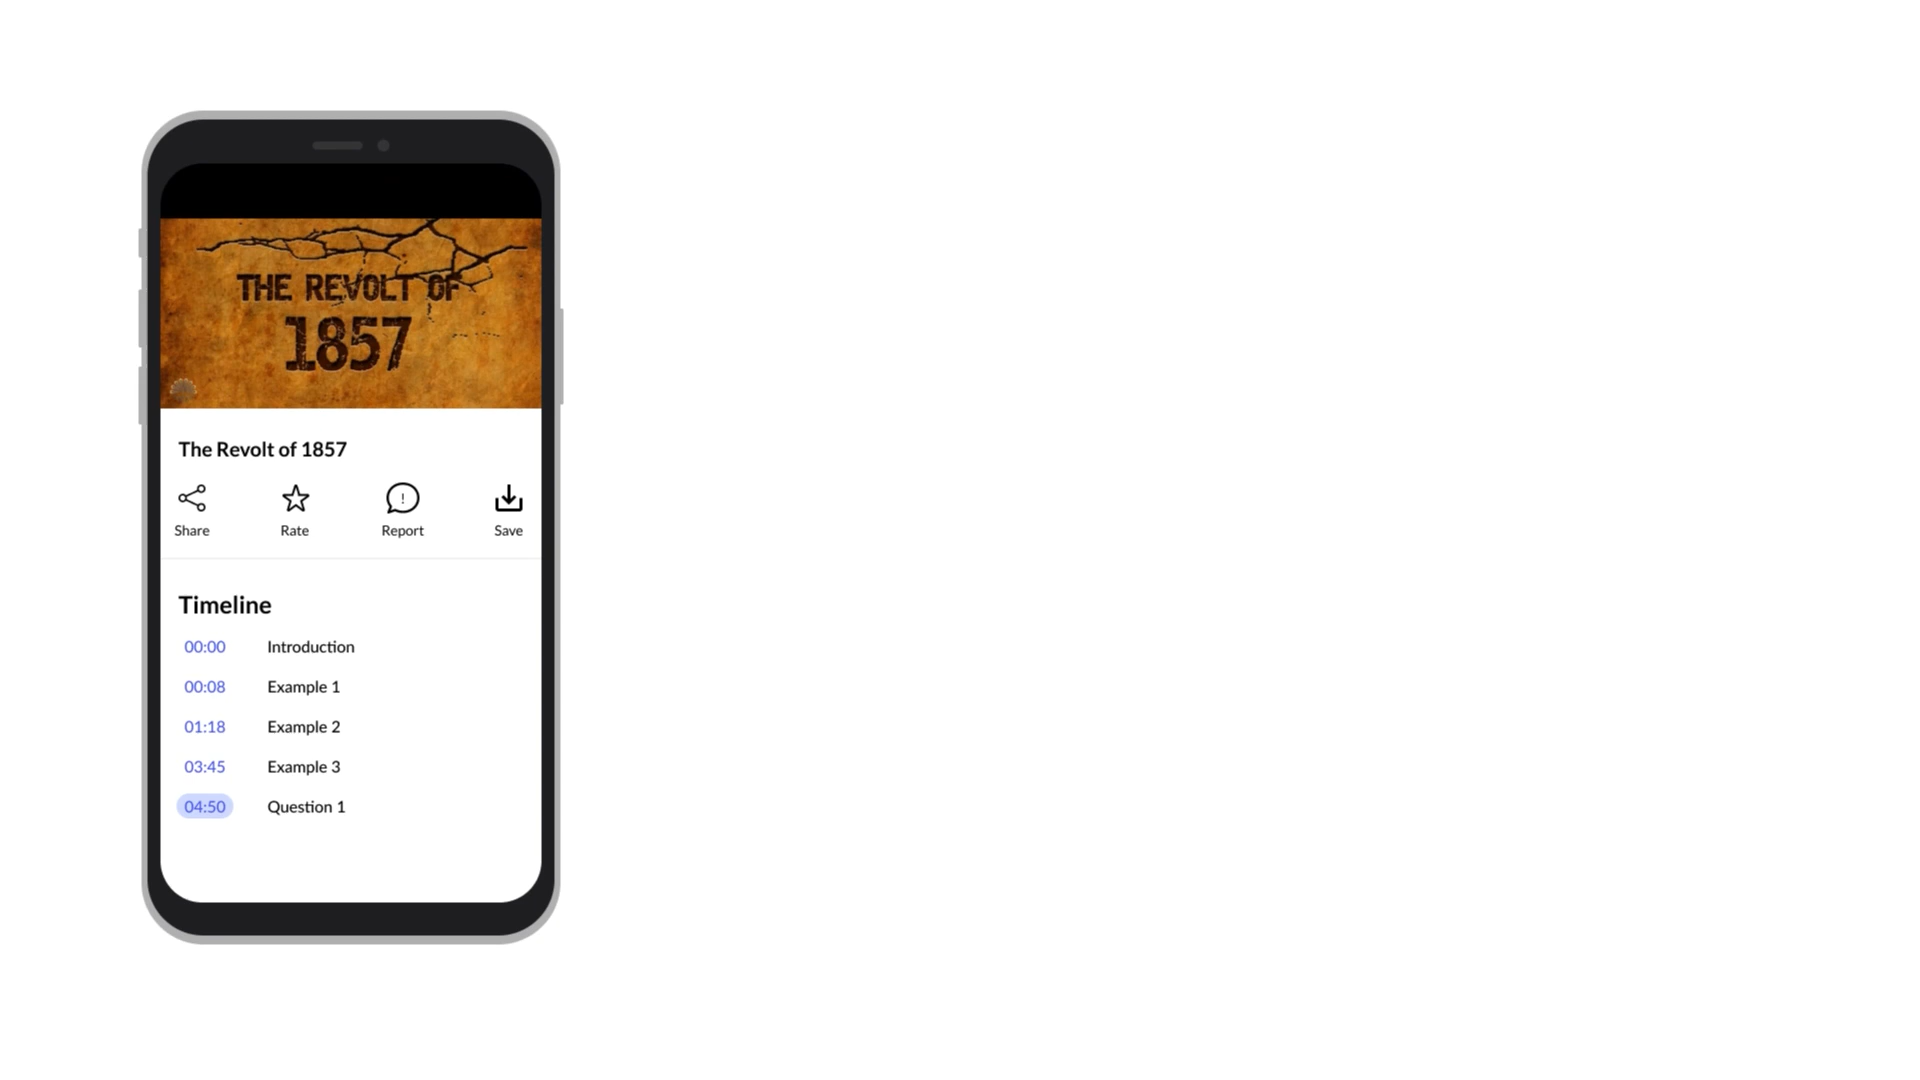 THE REVOLT OF
1857
The Revolt of 1857
Share Rate Report Save
Timeline
00:00 Introduction
00:08 Example 1
01:18 Example 2
03:45 Example 3
04:50 Question 1